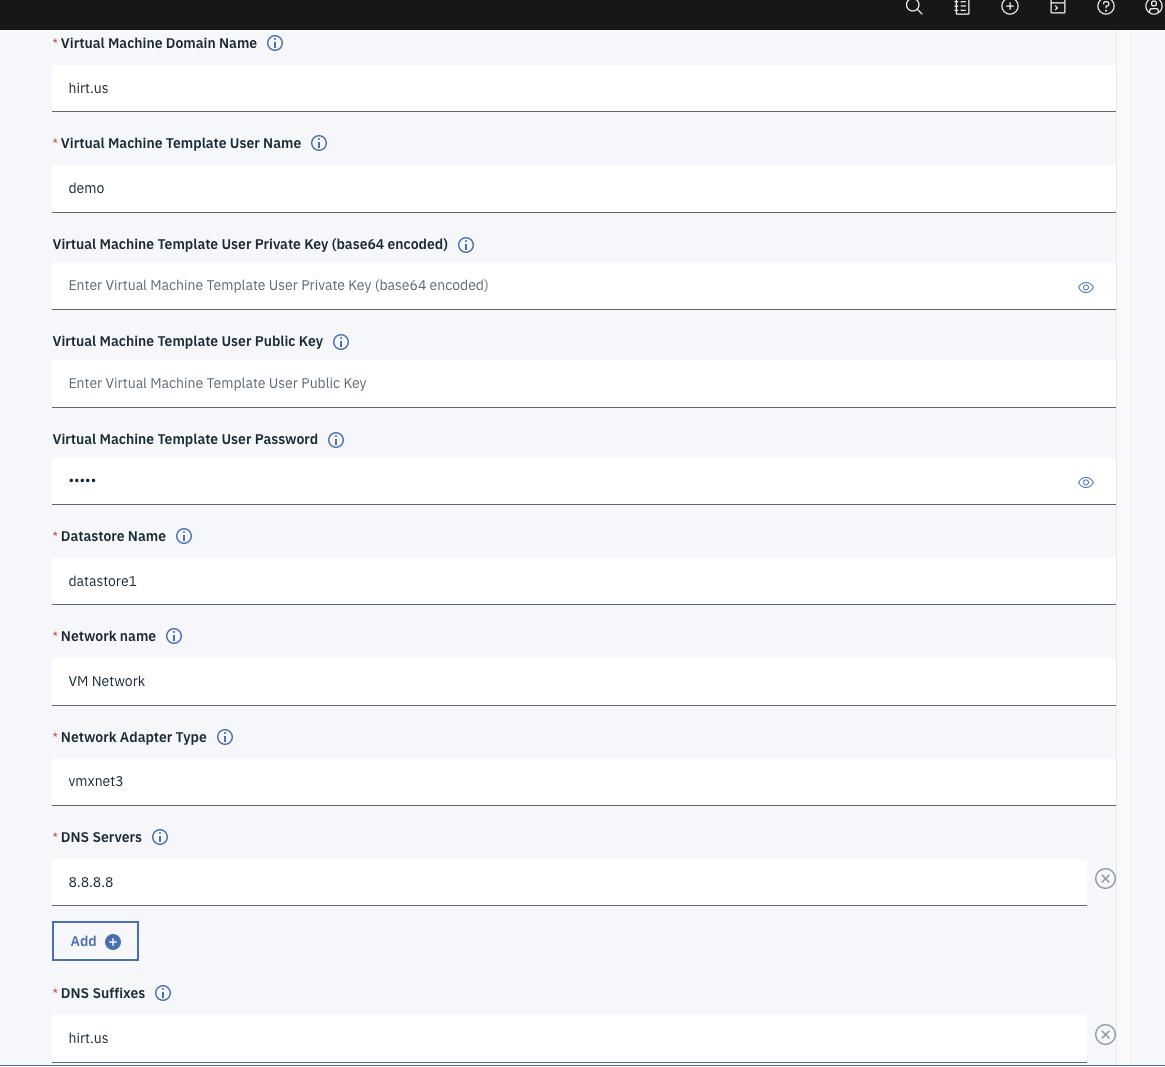 * Virtual Machine Domain Name
hirt.us
* Virtual Machine Template User Name
demo
Virtual Machine Template User Private Key (base64 encoded)
Enter Virtual Machine Template User Private Key (base64 encoded)
Virtual Machine Template User Public Key
Enter Virtual Machine Template User Public Key
Virtual Machine Template User Password
•••••
* Datastore Name
datastore1
* Network name
VM Network
* Network Adapter Type
vmxnet3
* DNS Servers
8.8.8.8
Add
* DNS Suffixes
hirt.us